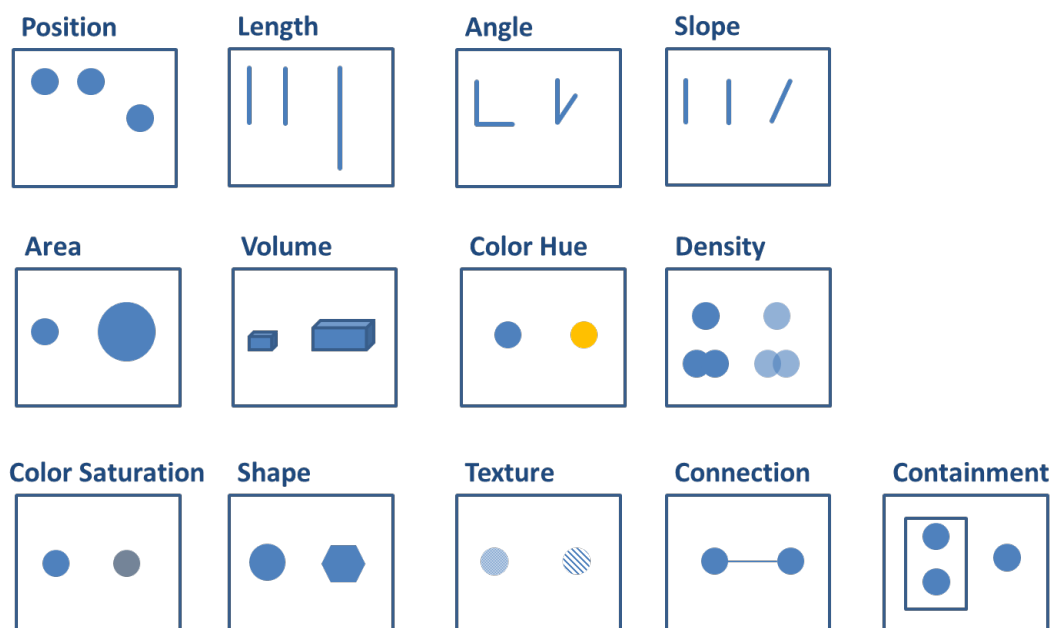 Position
Length
Angle
Slope
Area
Volume
Color Hue
Density
Color Saturation
Shape
Texture
Connection
Containment